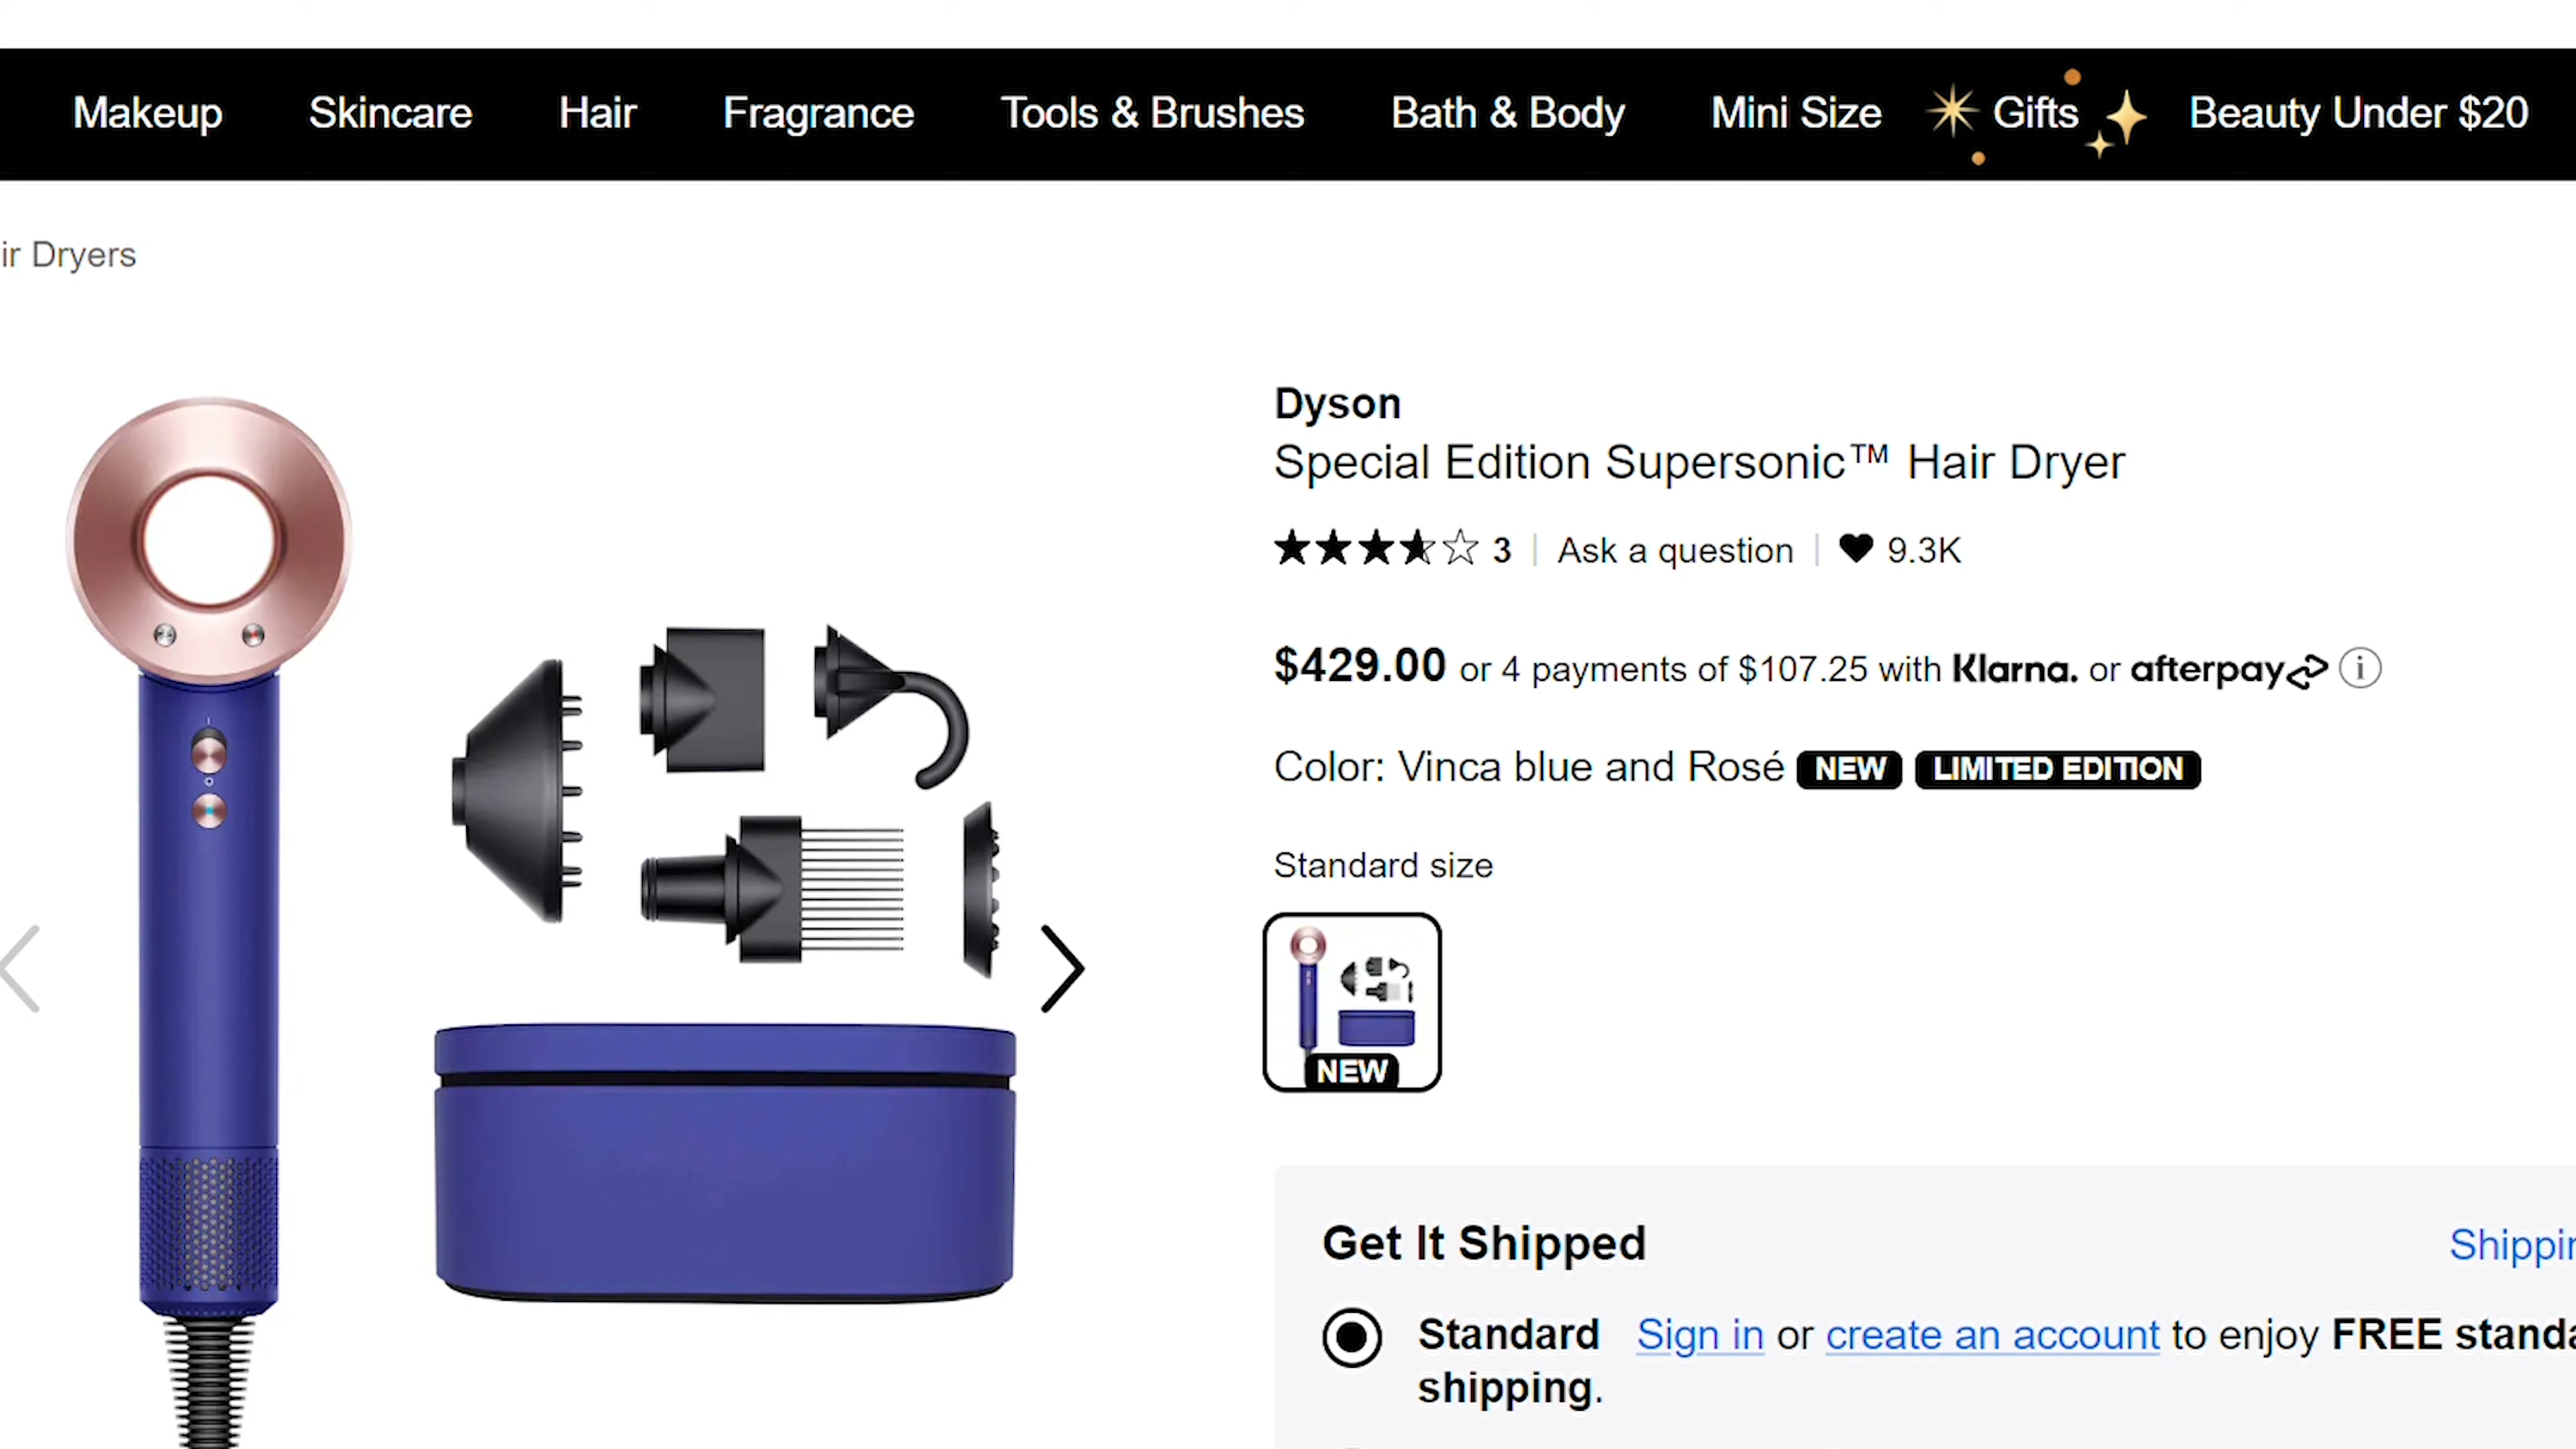 Makeup Skincare Hair Fragrance Tools & Brushes Bath & Body Mini Size Gifts Beauty Under $20
ir Dryers
Dyson
Special Edition Supersonic™ Hair Dryer
3 | Ask a question | 9.3K
$429.00 or 4 payments of $107.25 with Klarna. or afterpay
Color: Vinca blue and Rosé NEW LIMITED EDITION
Standard size
NEW
Get It Shipped
Shippin
Standard Sign in or create an account to enjoy FREE standa
shipping.